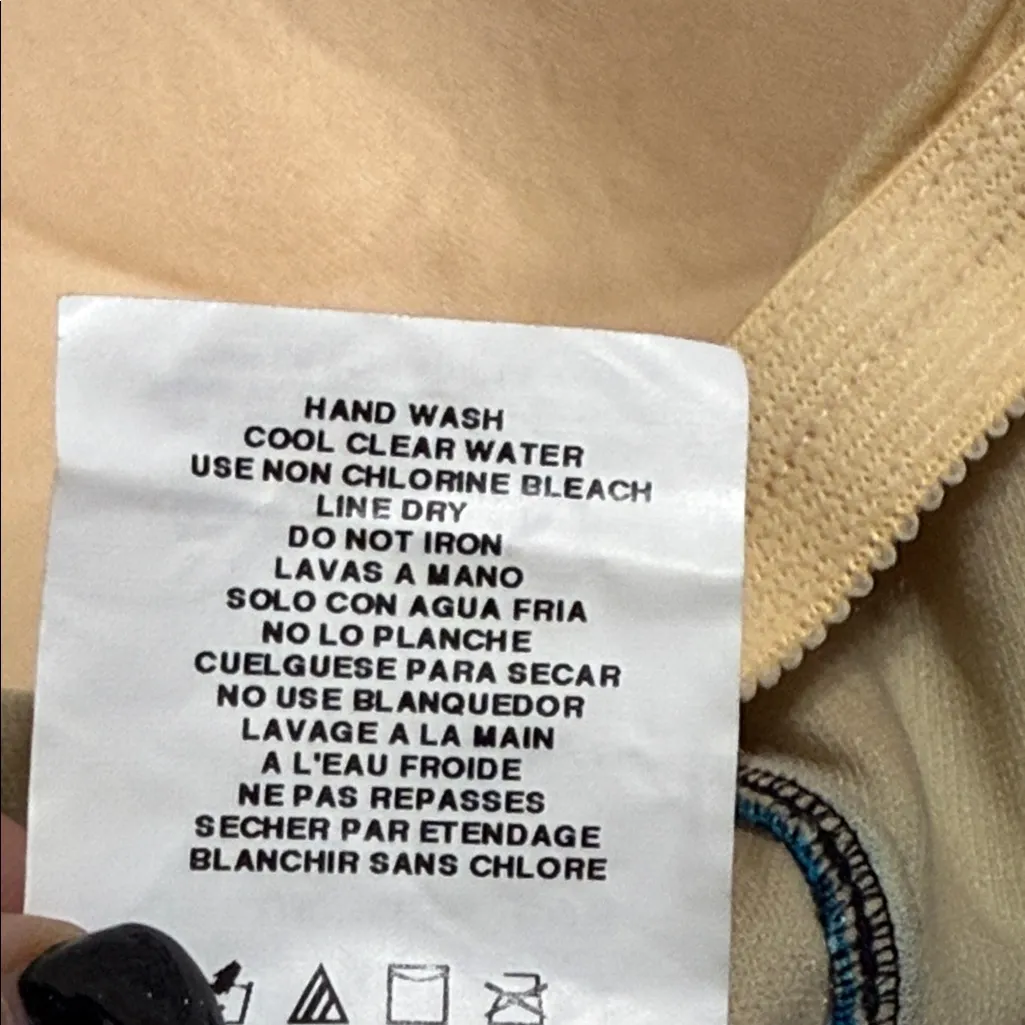 HAND WASH
COOL CLEAR WATER
USE NON CHLORINE BLEACH
LINE DRY
DO NOT IRON
LAVAS A MANO
SOLO CON AGUA FRIA
NO LO PLANCHE
CUELGUESE PARA SECAR
NO USE BLANQUEDOR
LAVAGE A LA MAIN
A L'EAU FROIDE
NE PAS REPASSES
SECHER PAR ETENDAGE
BLANCHIR SANS CHLORE